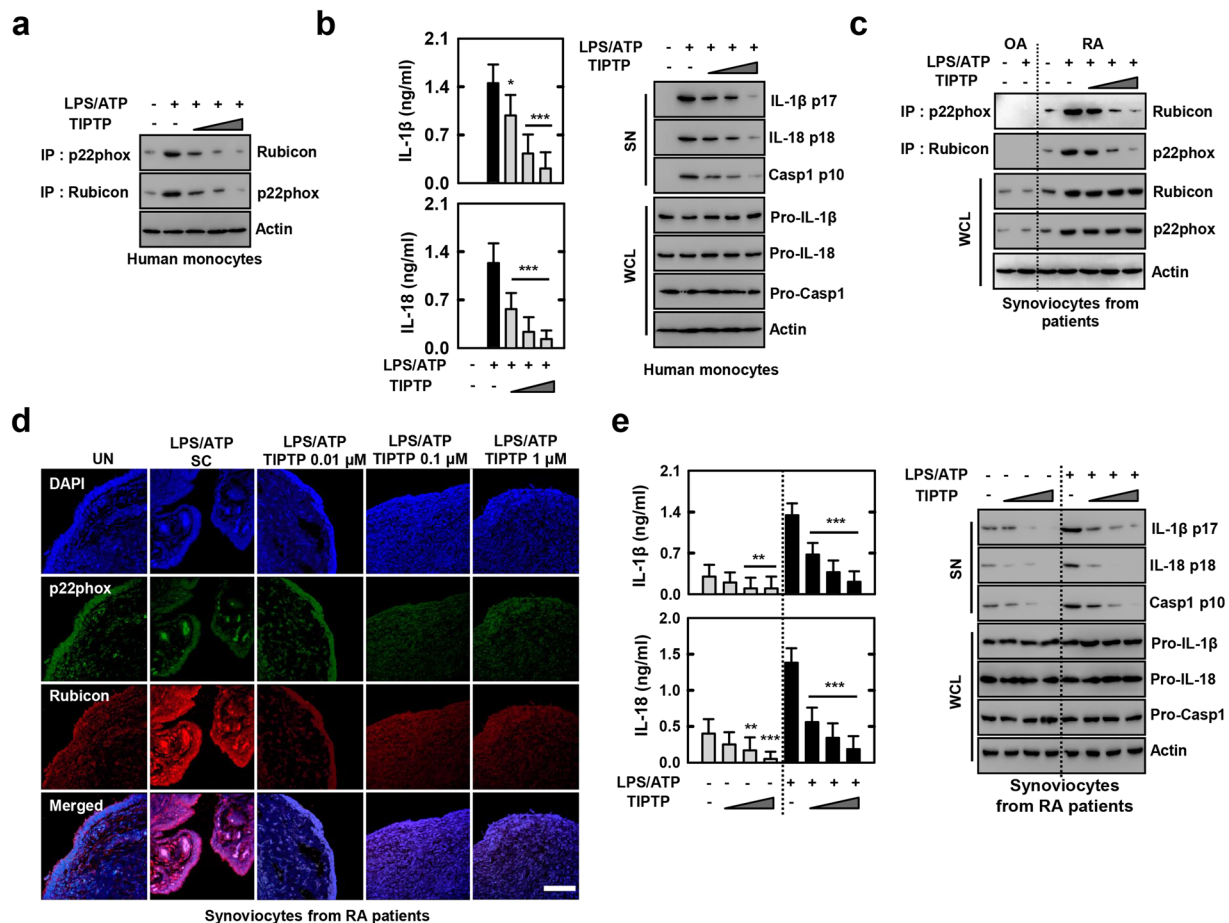 a
LPS/ATP - + + + +
TIPTP - -
IP : p22phox Rubicon
IP : Rubicon p22phox
Actin
Human monocytes
b
2.1
1.4
0.7
0.0
IL-1β (ng/ml)
*
***
2.1
1.4
0.7
0.0
IL-18 (ng/ml)
***
LPS/ATP - + + + +
TIPTP - -
LPS/ATP - + + + +
TIPTP - -
SN
IL-1β p17
IL-18 p18
Casp1 p10
WCL
Pro-IL-1β
Pro-IL-18
Pro-Casp1
Actin
Human monocytes
c
OA RA
LPS/ATP - + - + + + +
TIPTP - - - -
IP : p22phox Rubicon
IP : Rubicon p22phox
WCL
Rubicon
p22phox
Actin
Synoviocytes from
patients
d
UN
LPS/ATP
SC
LPS/ATP
TIPTP 0.01 µM
LPS/ATP
TIPTP 0.1 µM
LPS/ATP
TIPTP 1 µM
DAPI
p22phox
Rubicon
Merged
Synoviocytes from RA patients
e
2.1
1.4
0.7
0.0
IL-1β (ng/ml)
**
***
2.0
1.5
1.0
0.5
0.0
IL-18 (ng/ml)
**
***
***
LPS/ATP - - - - + + + +
TIPTP - -
LPS/ATP - - - - + + + +
TIPTP - -
SN
IL-1β p17
IL-18 p18
Casp1 p10
WCL
Pro-IL-1β
Pro-IL-18
Pro-Casp1
Actin
Synoviocytes
from RA patients